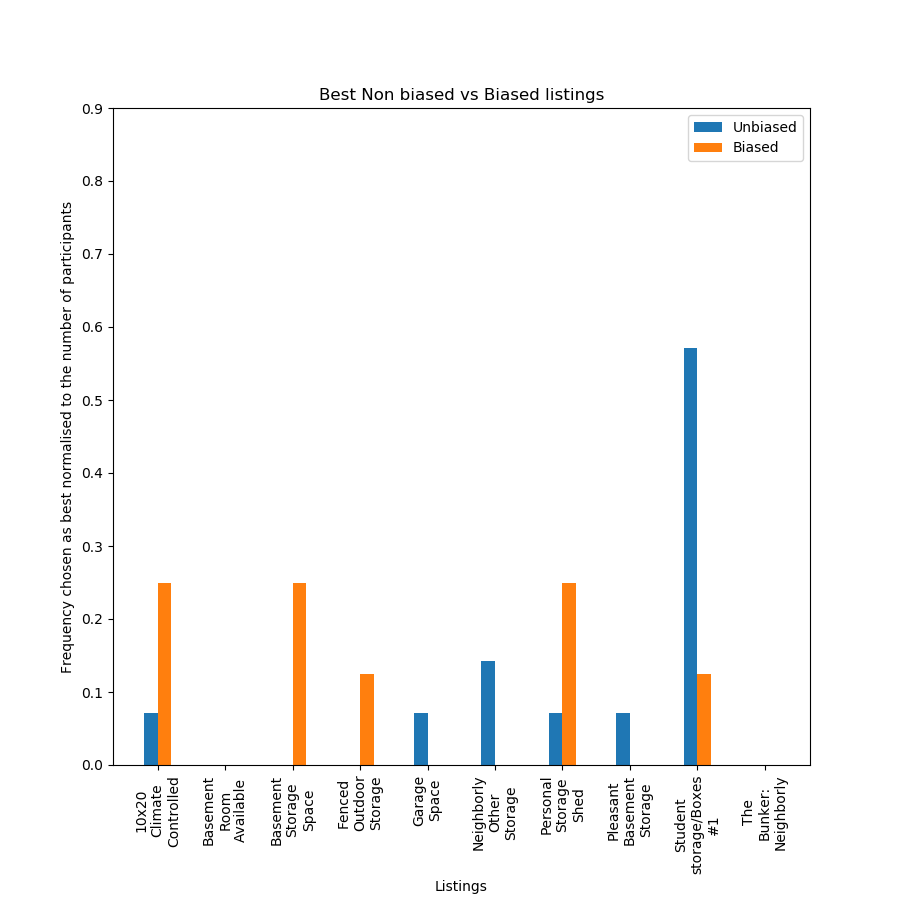 Best Non biased vs Biased listings
Unbiased
Biased
Frequency chosen as best normalised to the number of participants
0.9
0.8
0.7
0.6
0.5
0.4
0.3
0.2
0.1
0.0
10x20
Climate
Controlled
Basement
Room
Available
Basement
Storage
Space
Fenced
Outdoor
Storage
Garage
Space
Neighborly
Other
Storage
Personal
Storage
Shed
Pleasant
Basement
Storage
Student
storage/Boxes
#1
The
Bunker:
Neighborly
Listings